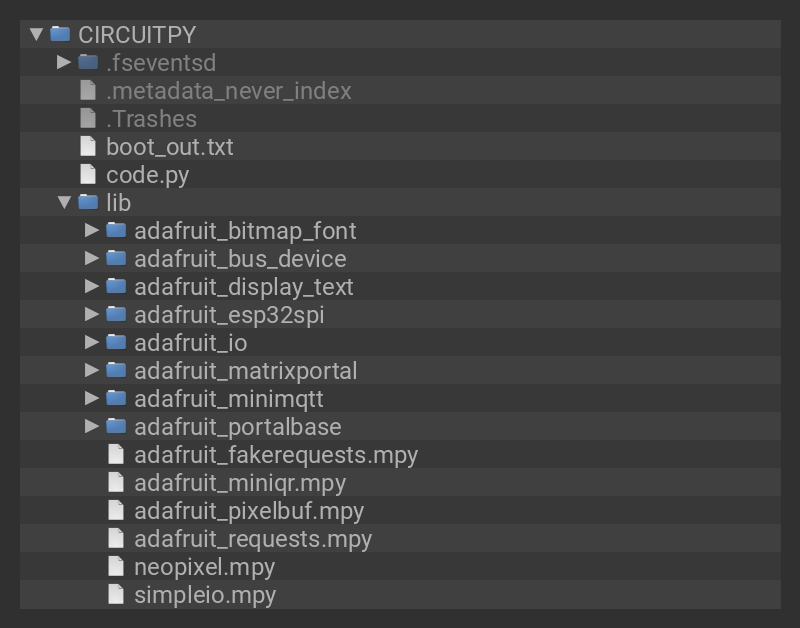 CIRCUITPY
.fseventsd
.metadata_never_index
.Trashes
boot_out.txt
code.py
lib
adafruit_bitmap_font
adafruit_bus_device
adafruit_display_text
adafruit_esp32spi
adafruit_io
adafruit_matrixportal
adafruit_minimqtt
adafruit_portalbase
adafruit_fakerequests.mpy
adafruit_miniqr.mpy
adafruit_pixelbuf.mpy
adafruit_requests.mpy
neopixel.mpy
simpleio.mpy